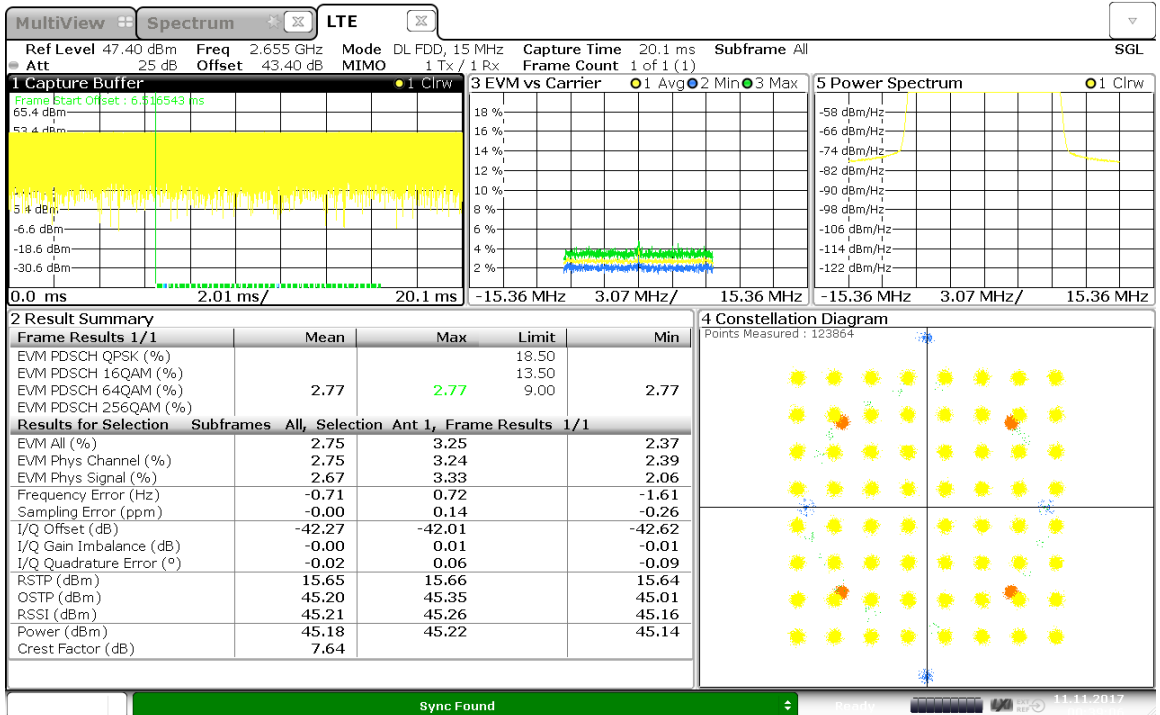 MultiView Spectrum LTE
Ref Level 47.40 dBm Freq 2.655 GHz Mode DL FDD, 15 MHz Capture Time 20.1 ms Subframe All SGL
Att 25 dB Offset 43.40 dB MIMO 1 Tx / 1 Rx Frame Count 1 of 1 (1)
1 Capture Buffer 1 Clrw
Frame Start Offset : 6.516543 ms
65.4 dBm
53.4 dBm
5.4 dBm
-6.6 dBm
-18.6 dBm
-30.6 dBm
0.0 ms 2.01 ms/ 20.1 ms
3 EVM vs Carrier 1 Avg 2 Min 3 Max
18 %
16 %
14 %
12 %
10 %
8 %
6 %
4 %
2 %
-15.36 MHz 3.07 MHz/ 15.36 MHz
5 Power Spectrum 1 Clrw
-58 dBm/Hz
-66 dBm/Hz
-74 dBm/Hz
-82 dBm/Hz
-90 dBm/Hz
-98 dBm/Hz
-106 dBm/Hz
-114 dBm/Hz
-122 dBm/Hz
-15.36 MHz 3.07 MHz/ 15.36 MHz
2 Result Summary
Frame Results 1/1 Mean Max Limit Min
EVM PDSCH QPSK (%) 18.50
EVM PDSCH 16QAM (%) 13.50
EVM PDSCH 64QAM (%) 2.77 2.77 9.00 2.77
EVM PDSCH 256QAM (%)
Results for Selection Subframes All, Selection Ant 1, Frame Results 1/1
EVM All (%) 2.75 3.25 2.37
EVM Phys Channel (%) 2.75 3.24 2.39
EVM Phys Signal (%) 2.67 3.33 2.06
Frequency Error (Hz) -0.71 0.72 -1.61
Sampling Error (ppm) -0.00 0.14 -0.26
I/Q Offset (dB) -42.27 -42.01 -42.62
I/Q Gain Imbalance (dB) -0.00 0.01 -0.01
I/Q Quadrature Error (°) -0.02 0.06 -0.09
RSTP (dBm) 15.65 15.66 15.64
OSTP (dBm) 45.20 45.35 45.01
RSSI (dBm) 45.21 45.26 45.16
Power (dBm) 45.18 45.22 45.14
Crest Factor (dB) 7.64
4 Constellation Diagram
Points Measured : 123864
Sync Found Ready LXI REF 11.11.2017